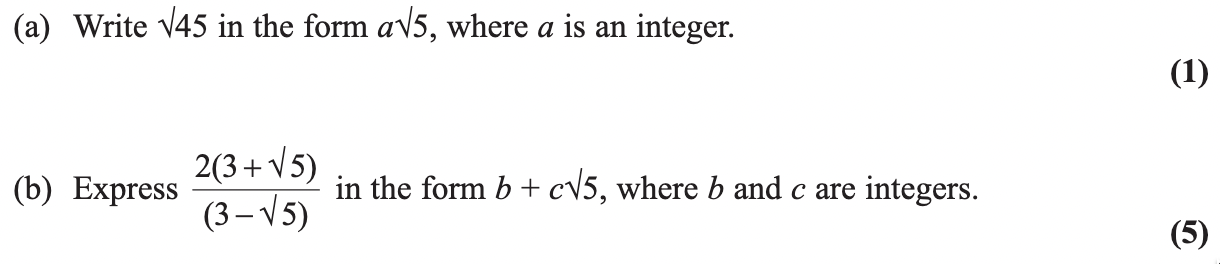 (a) Write √45 in the form a√5, where a is an integer.
(1)
(b) Express 2(3+√5)/(3–√5) in the form b + c√5, where b and c are integers.
(5)